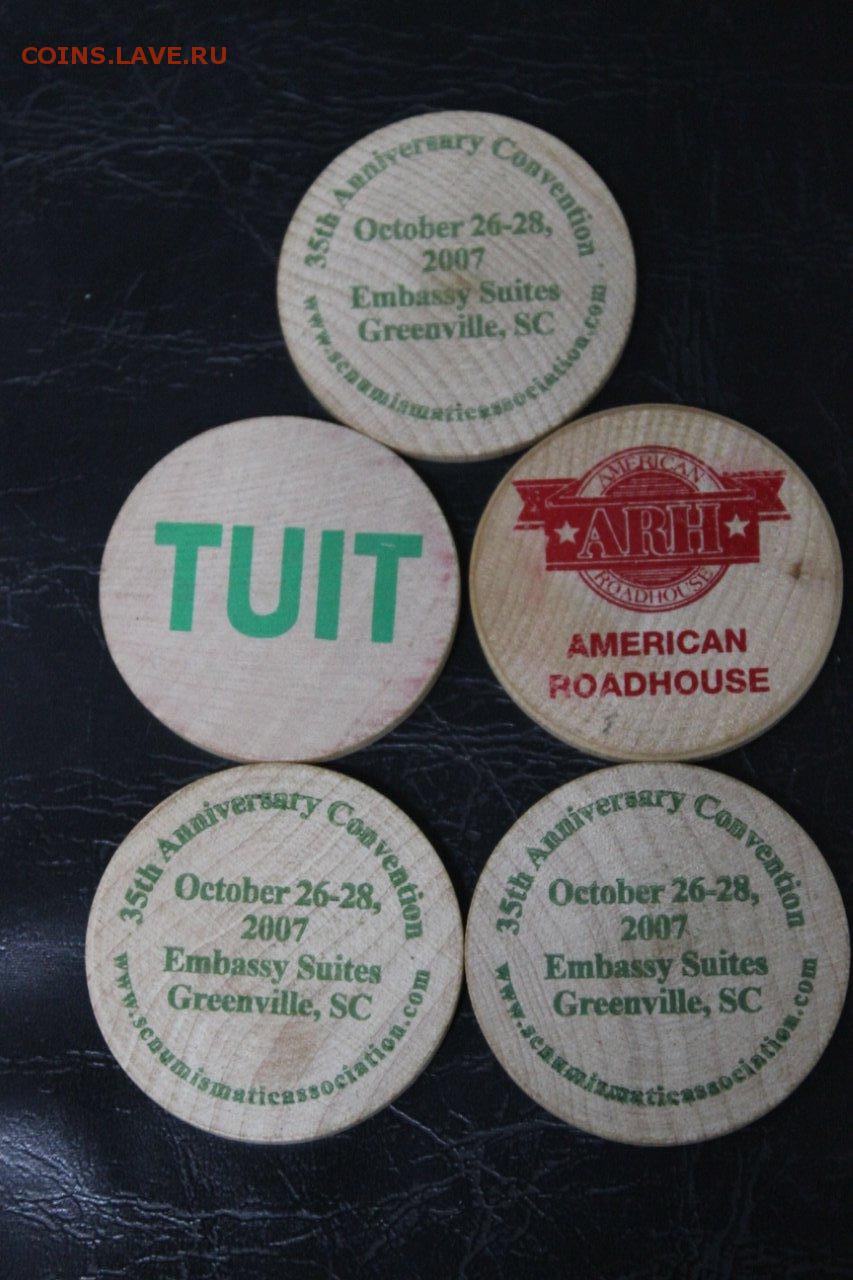 COINS.LAVE.RU
35th Anniversary Convention
October 26-28,
2007
Embassy Suites
Greenville, SC
www.scnumismaticassociation.com
TUIT
AMERICAN
ARH
ROADHOUSE
AMERICAN
ROADHOUSE
35th Anniversary Convention
October 26-28,
2007
Embassy Suites
Greenville, SC
www.scnumismaticassociation.com
35th Anniversary Convention
October 26-28,
2007
Embassy Suites
Greenville, SC
www.scnumismaticassociation.com